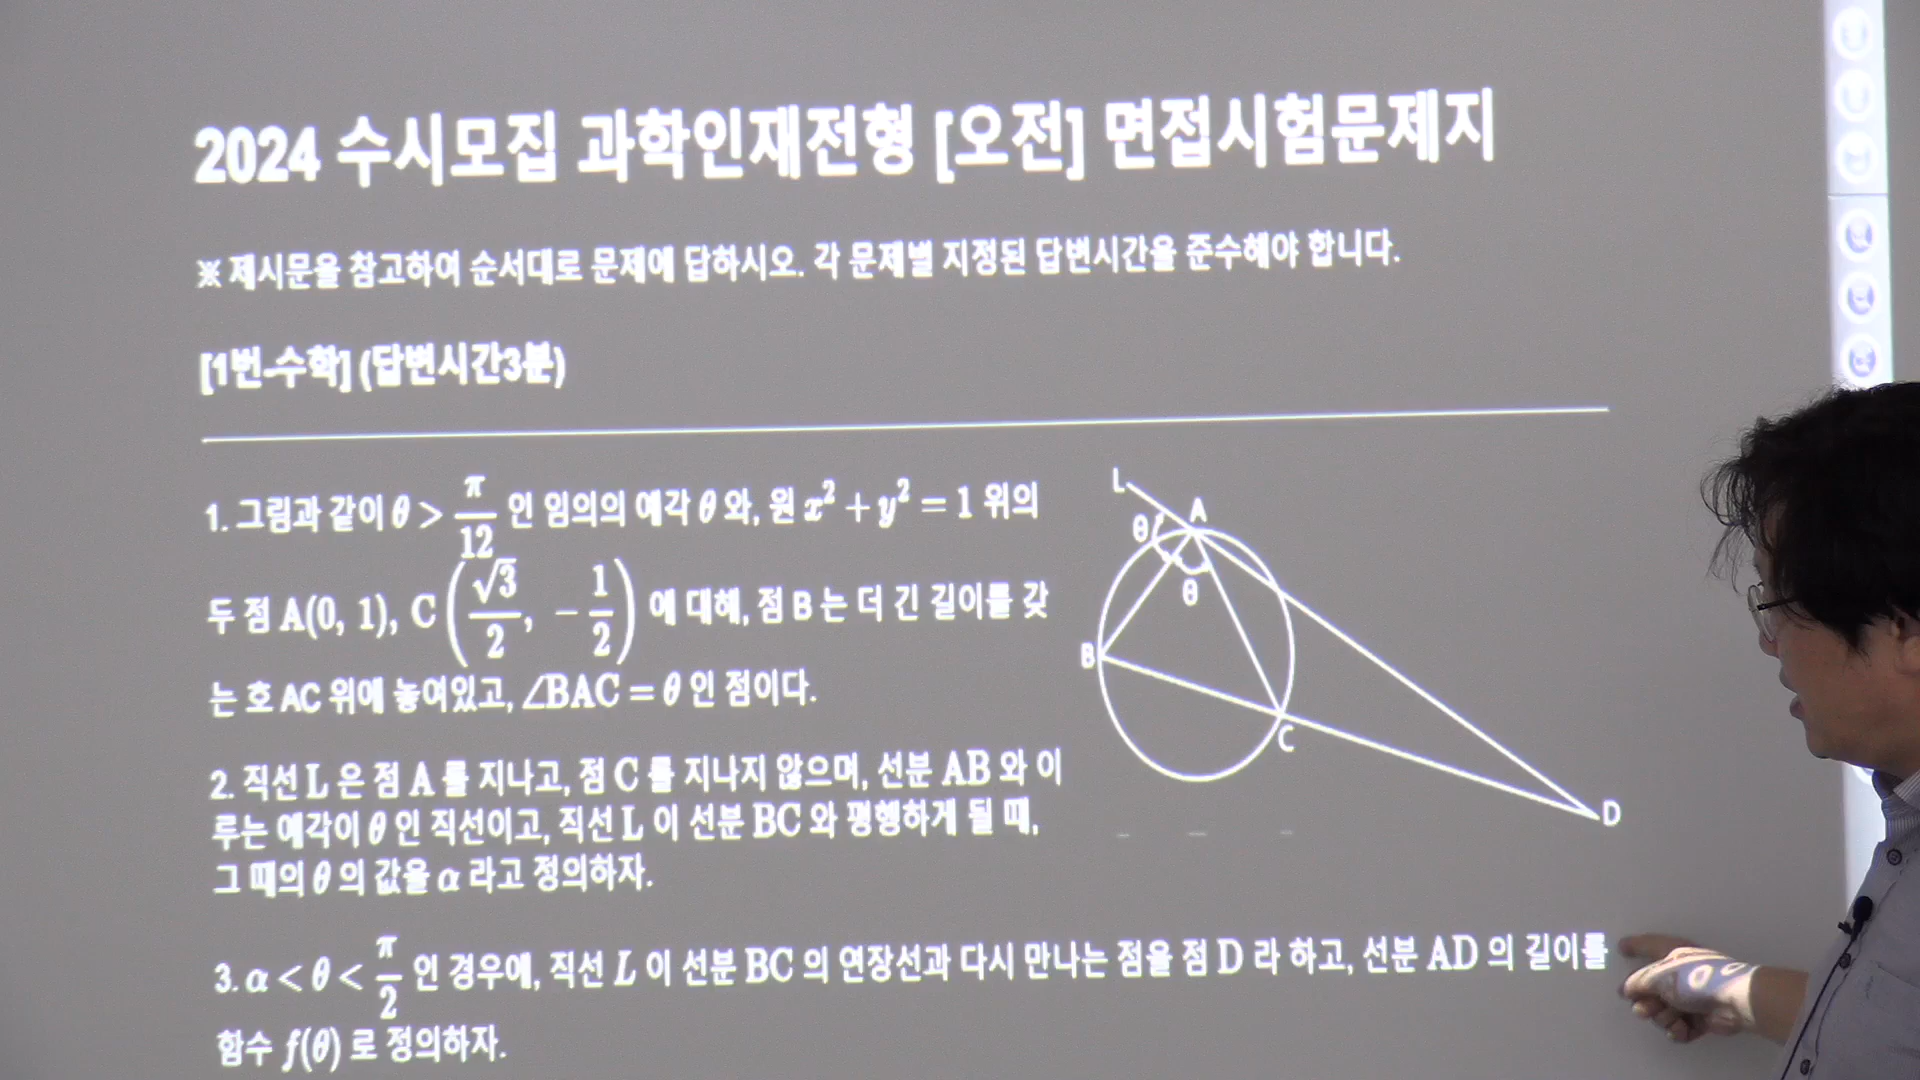 2024 수시모집 과학인재전형 [오전] 면접시험문제지
※ 제시문을 참고하여 순서대로 문제에 답하시오. 각 문제별 지정된 답변시간을 준수해야 합니다.
[1번-수학] (답변시간3분)
1. 그림과 같이 θ > π/12 인 임의의 예각 θ 와, 원 x² + y² = 1 위의
두 점 A(0, 1), C(√3/2, -1/2) 에 대해, 점 B 는 더 긴 길이를 갖
는 호 AC 위에 놓여있고, ∠BAC = θ 인 점이다.
2. 직선 L 은 점 A 를 지나고, 점 C 를 지나지 않으며, 선분 AB 와 이
루는 예각이 θ 인 직선이고, 직선 L 이 선분 BC 와 평행하게 될 때,
그 때의 θ 의 값을 α 라고 정의하자.
L
A
θ
θ
B
C
D
3. α < θ < π/2 인 경우에, 직선 L 이 선분 BC 의 연장선과 다시 만나는 점을 점 D 라 하고, 선분 AD 의 길이를
함수 f(θ) 로 정의하자.